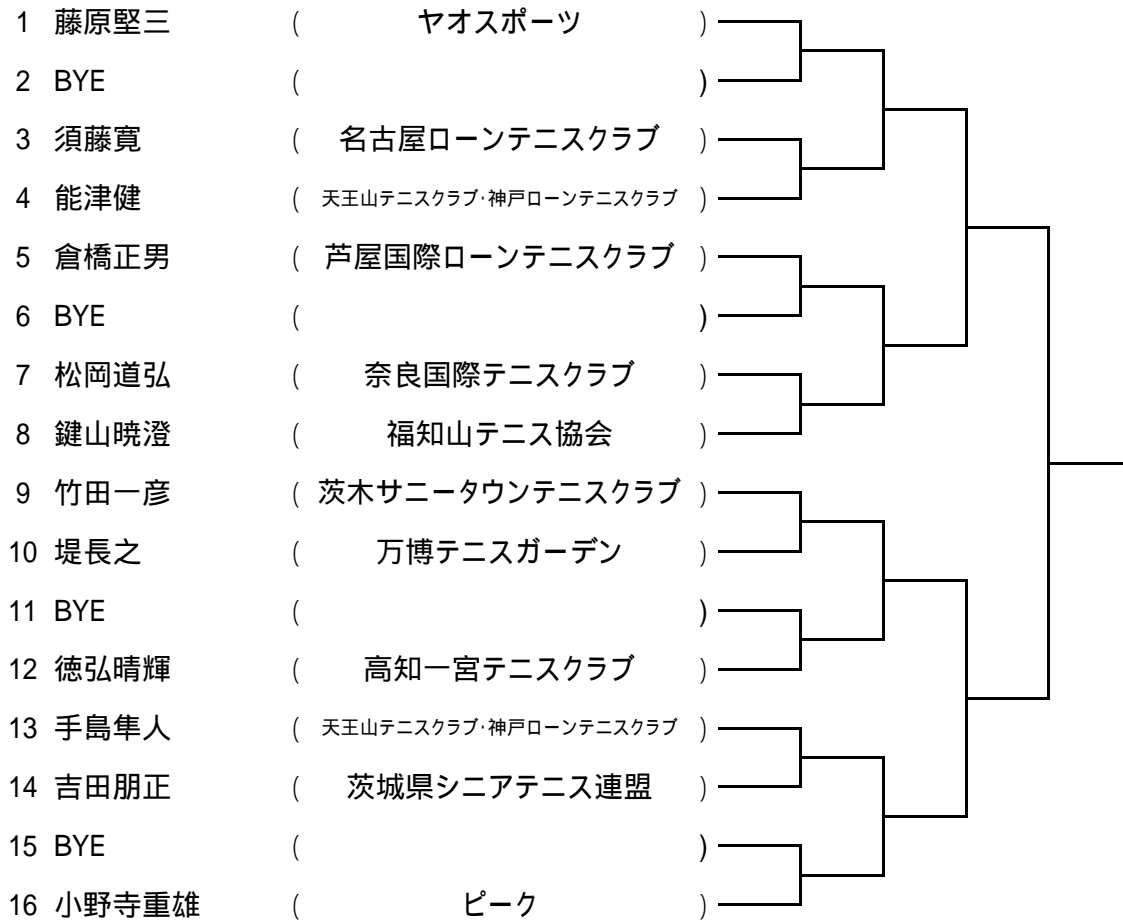 1 藤原堅三 ( ヤオスポーツ )
2 BYE ( )
3 須藤寛 ( 名古屋ローンテニスクラブ )
4 能津健 ( 天王山テニスクラブ・神戸ローンテニスクラブ )
5 倉橋正男 ( 芦屋国際ローンテニスクラブ )
6 BYE ( )
7 松岡道弘 ( 奈良国際テニスクラブ )
8 鍵山暁澄 ( 福知山テニス協会 )
9 竹田一彦 ( 茨木サニータウンテニスクラブ )
10 堤長之 ( 万博テニスガーデン )
11 BYE ( )
12 徳弘晴輝 ( 高知一宮テニスクラブ )
13 手島隼人 ( 天王山テニスクラブ・神戸ローンテニスクラブ )
14 吉田朋正 ( 茨城県シニアテニス連盟 )
15 BYE ( )
16 小野寺重雄 ( ピーク )